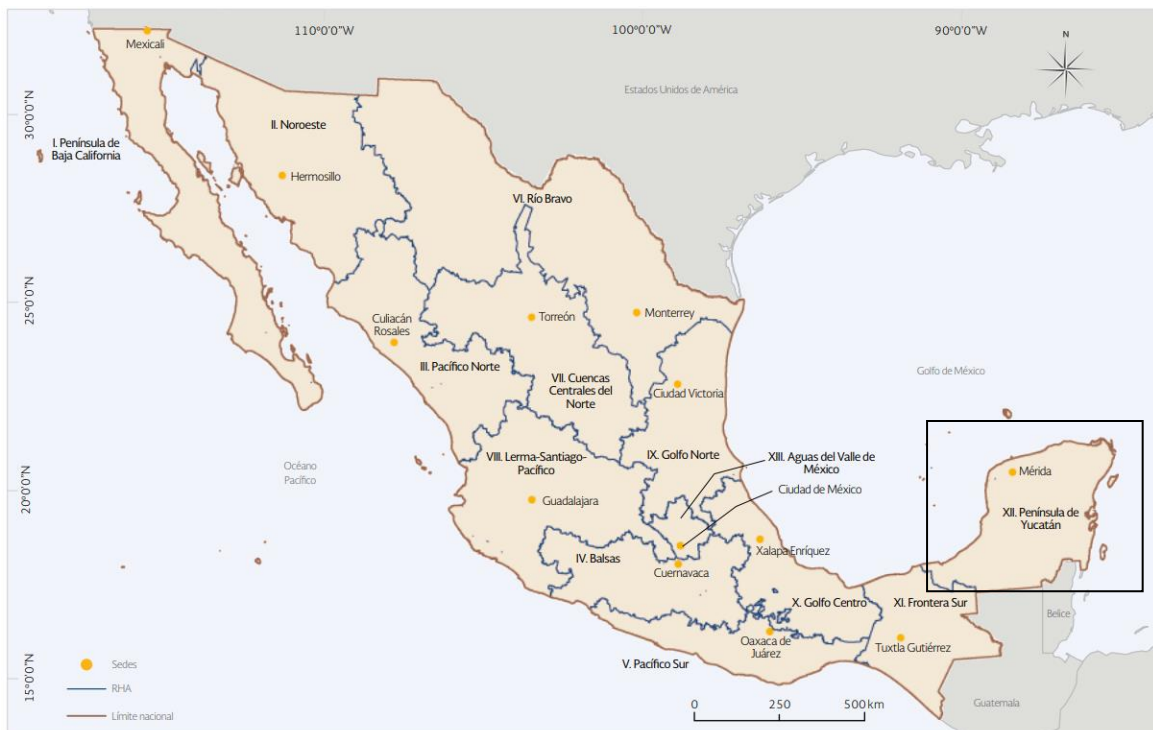 110°0'0"W
100°0'0"W
90°0'0"W
N
Mexicali
Estados Unidos de América
30°0'0"N
II. Noroeste
I. Península de
Baja California
Hermosillo
VI. Río Bravo
25°0'0"N
Culiacán
Rosales
Torreón
Monterrey
III. Pacífico Norte
VII. Cuencas
Centrales del
Norte
Ciudad Victoria
Golfo de México
VIII. Lerma-Santiago-
Pacífico
IX. Golfo Norte
XIII. Aguas del Valle de
México
Océano
Pacífico
Mérida
20°0'0"N
Guadalajara
Ciudad de México
XII. Península de
Yucatán
IV. Balsas
Xalapa Enríquez
Cuernavaca
X. Golfo Centro
XI. Frontera Sur
Belice
Oaxaca de
Juárez
Tuxtla Gutiérrez
V. Pacífico Sur
15°0'0"N
Sedes
RHA
Límite nacional
0
250
500 km
Guatemala